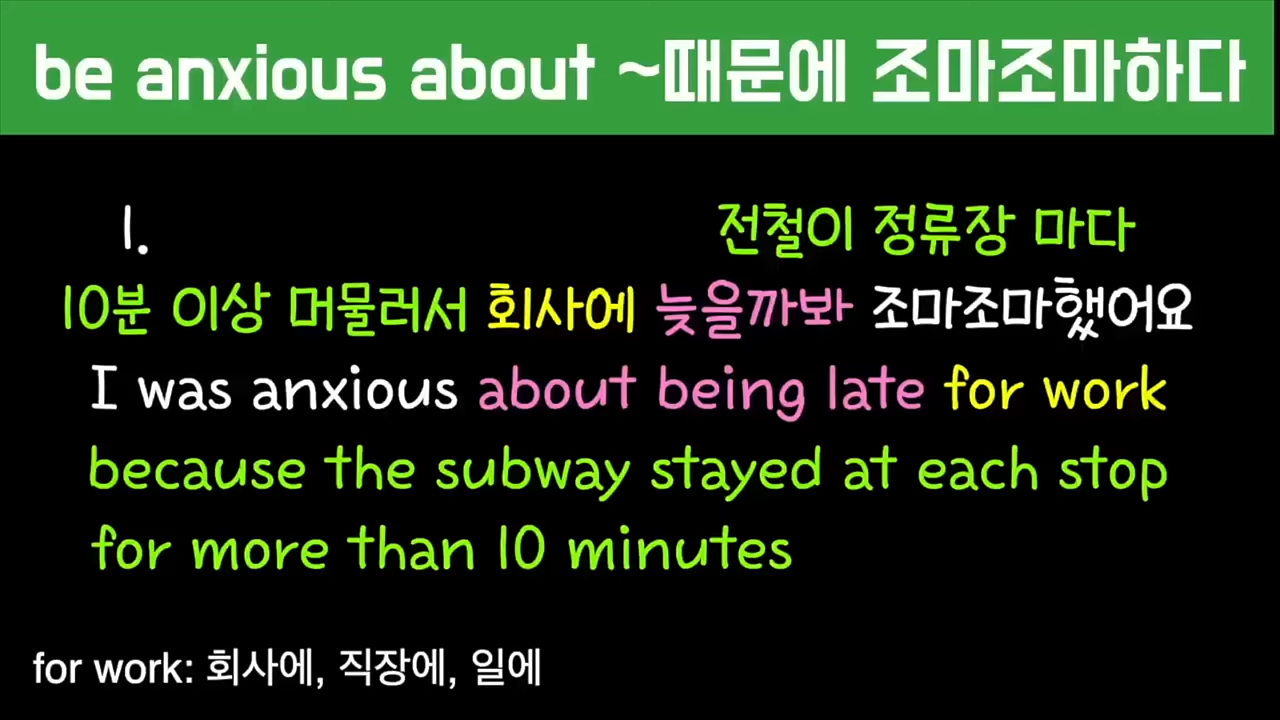 be anxious about ~때문에 조마조마하다
1. 전철이 정류장 마다
10분 이상 머물러서 회사에 늦을까봐 조마조마했어요
I was anxious about being late for work
because the subway stayed at each stop
for more than 10 minutes
for work: 회사에, 직장에, 일에